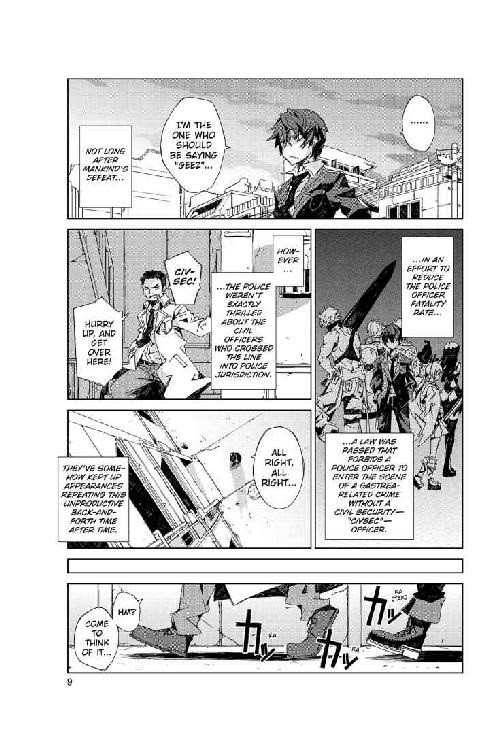 ……
I'M THE
ONE WHO
SHOULD
BE SAYING
"GEEZ"...
NOT LONG
AFTER
MANKIND'S
DEFEAT...
...IN AN
EFFORT TO
REDUCE
THE POLICE
OFFICER
FATALITY
RATE...
...A LAW WAS
PASSED THAT
FORBIDS A
POLICE OFFICER TO
ENTER THE SCENE
OF A GASTREA-
RELATED CRIME
WITHOUT A
CIVIL SECURITY—
"CIVSEC"—
OFFICER.
HOW-
EVER
...
...THE POLICE
WEREN'T
EXACTLY
THRILLED
ABOUT THE
CIVIL
OFFICERS
WHO CROSSED
THE LINE
INTO POLICE
JURISDICTION.
CIV-
SEC!
HURRY
UP, AND
GET
OVER
HERE!
ALL
RIGHT, ALL
RIGHT...
THEY'VE SOME-
HOW KEPT UP
APPEARANCES
REPEATING THIS
UNPRODUCTIVE
BACK-AND-
FORTH TIME
AFTER TIME.
カッ
カッ
KA
KA
HM?
COME
TO
THINK
OF IT...
9